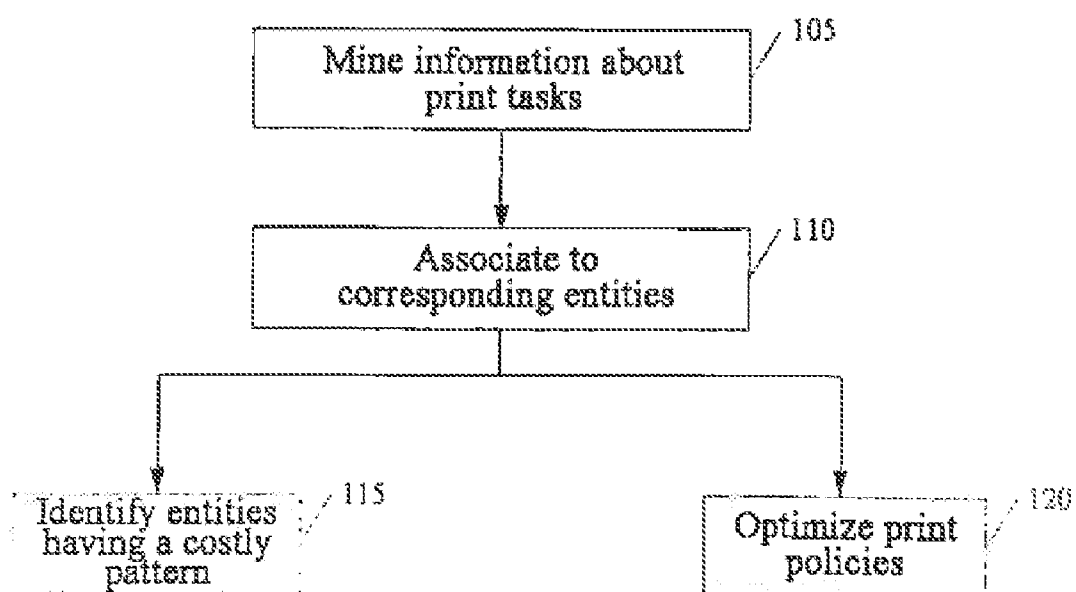 105
Mine information about
print tasks
110
Associate to
corresponding entities
115
Identify entities
having a costly
pattern
120
Optimize print
policies